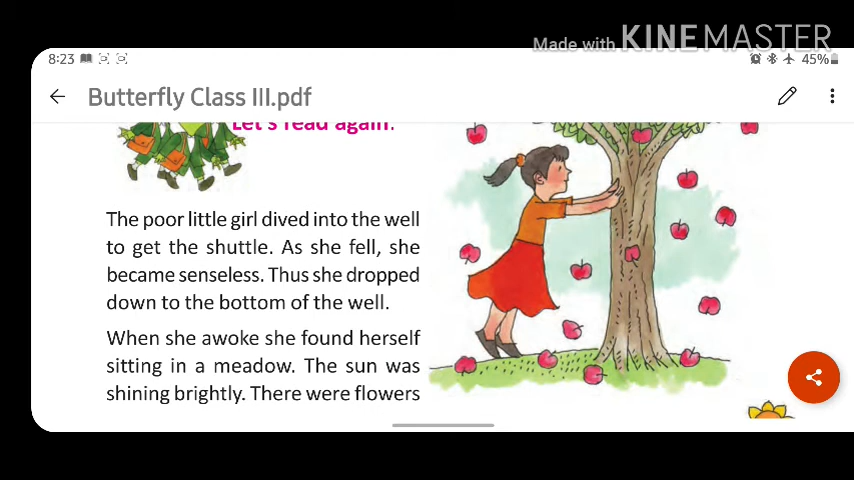 Made with KINEMASTER
8:23 45%
Butterfly Class III.pdf
Let's read again.
The poor little girl dived into the well
to get the shuttle. As she fell, she
became senseless. Thus she dropped
down to the bottom of the well.
When she awoke she found herself
sitting in a meadow. The sun was
shining brightly. There were flowers